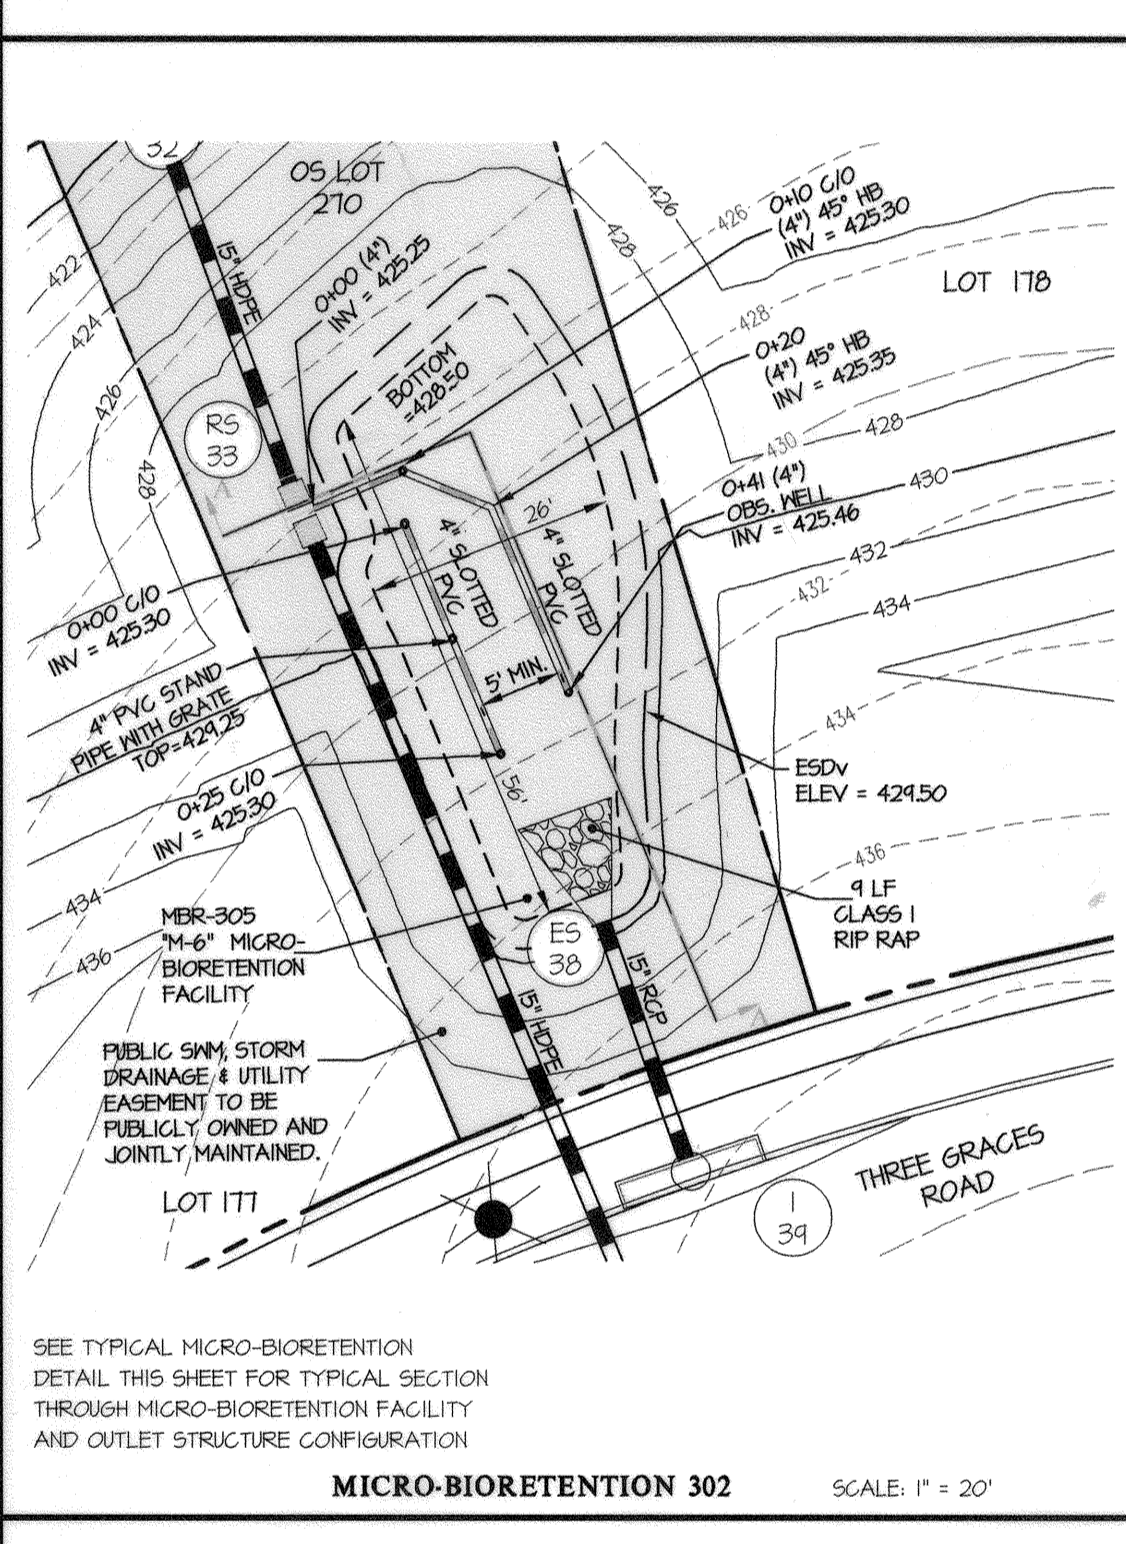 32
OS LOT
270
15" HDPE
0+00 (4")
INV = 425.25
426
428
426
0+10 C/O
(4") 45° HB
INV = 425.30
LOT 178
422
424
426
428
428
0+20
(4") 45° HB
INV = 425.35
BOTTOM
=428.50
RS
33
430
428
0+41 (4")
OBS. WELL
INV = 425.46
430
26'
4" SLOTTED
PVC
4" SLOTTED
PVC
432
432
434
0+00 C/O
INV = 425.30
4" PVC STAND
PIPE WITH GRATE
TOP=429.25
5' MIN.
434
0+25 C/O
INV = 425.30
56'
ESDv
ELEV = 429.50
436
434
436
9 LF
CLASS I
RIP RAP
MBR-305
"M-6" MICRO-
BIORETENTION
FACILITY
ES
38
15" RCP
15" HDPE
A
A
PUBLIC SWM, STORM
DRAINAGE & UTILITY
EASEMENT TO BE
PUBLICLY OWNED AND
JOINTLY MAINTAINED.
LOT 177
THREE GRACES
ROAD
I
39
SEE TYPICAL MICRO-BIORETENTION
DETAIL THIS SHEET FOR TYPICAL SECTION
THROUGH MICRO-BIORETENTION FACILITY
AND OUTLET STRUCTURE CONFIGURATION
MICRO-BIORETENTION 302
SCALE: 1" = 20'